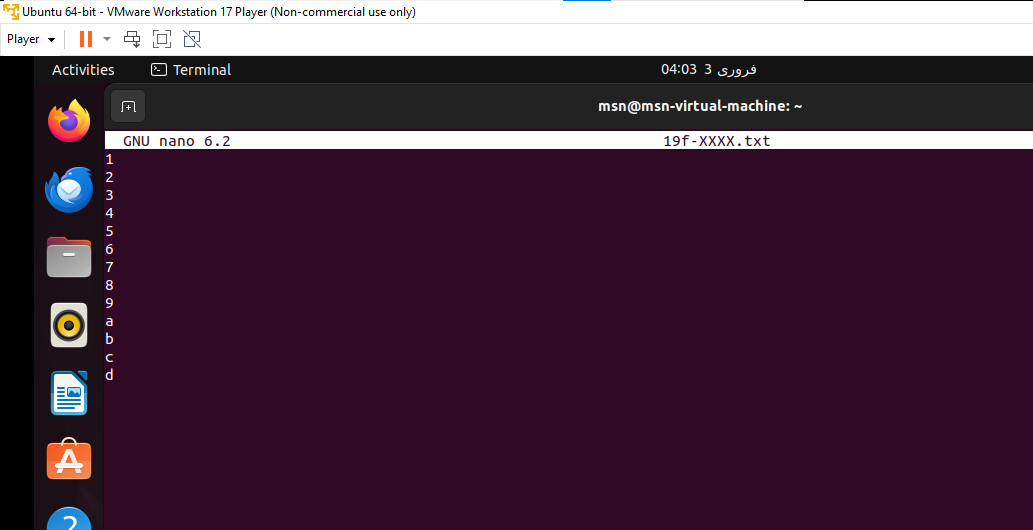 Ubuntu 64-bit - VMware Workstation 17 Player (Non-commercial use only)
Player
Activities
Terminal
04:03 3 فروری
msn@msn-virtual-machine: ~
GNU nano 6.2
19f-XXXX.txt
1
2
3
4
5
6
7
8
9
a
b
c
d